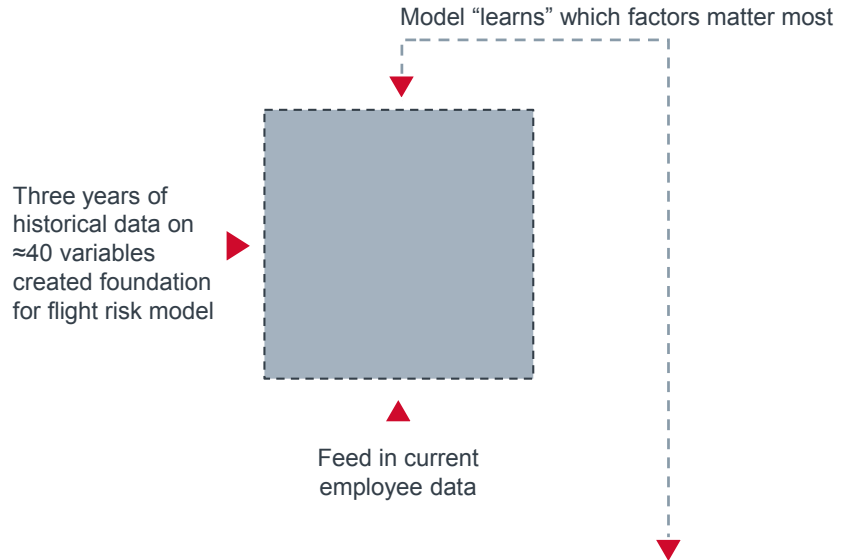 Model “learns” which factors matter most
Three years of
historical data on
≈40 variables
created foundation
for flight risk model
Feed in current
employee data